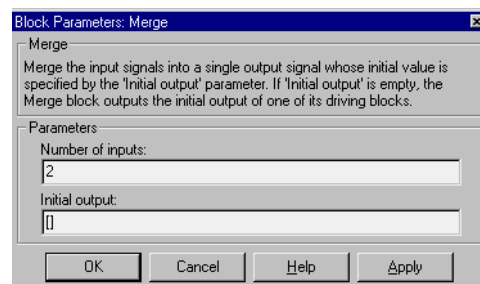 Block Parameters: Merge
Merge
Merge the input signals into a single output signal whose initial value is
specified by the 'Initial output' parameter. If 'Initial output' is empty, the
Merge block outputs the initial output of one of its driving blocks.
Parameters
Number of inputs:
2
Initial output:
[]
OK Cancel Help Apply